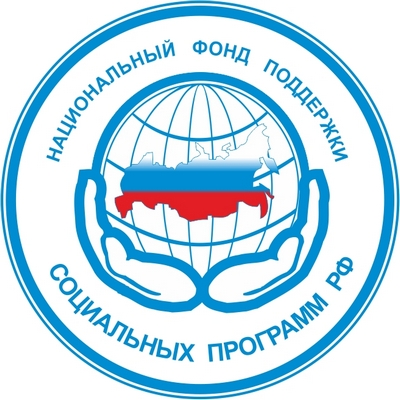 НАЦИОНАЛЬНЫЙ ФОНД ПОДДЕРЖКИ
СОЦИАЛЬНЫХ ПРОГРАММ РФ